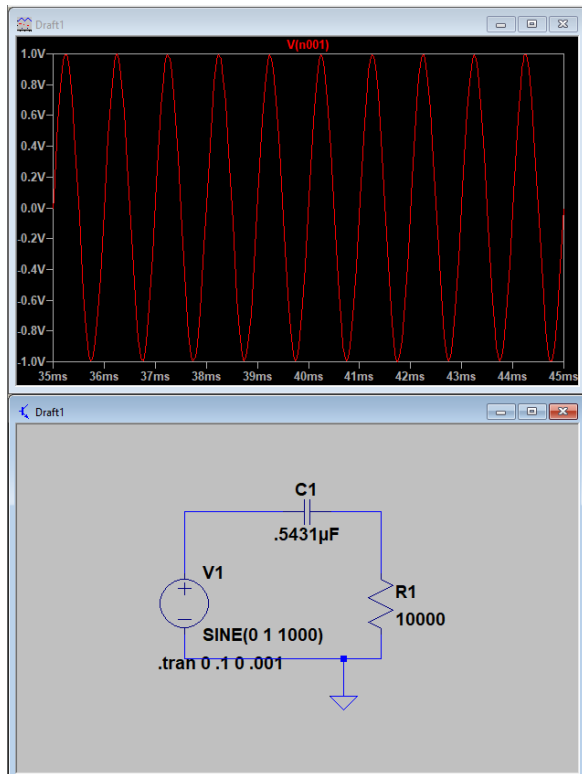 Draft1
V(n001)
1.0V
0.8V
0.6V
0.4V
0.2V
0.0V
-0.2V
-0.4V
-0.6V
-0.8V
-1.0V
35ms 36ms 37ms 38ms 39ms 40ms 41ms 42ms 43ms 44ms 45ms
Draft1
C1
.5431µF
V1
R1
10000
SINE(0 1 1000)
.tran 0 .1 0 .001